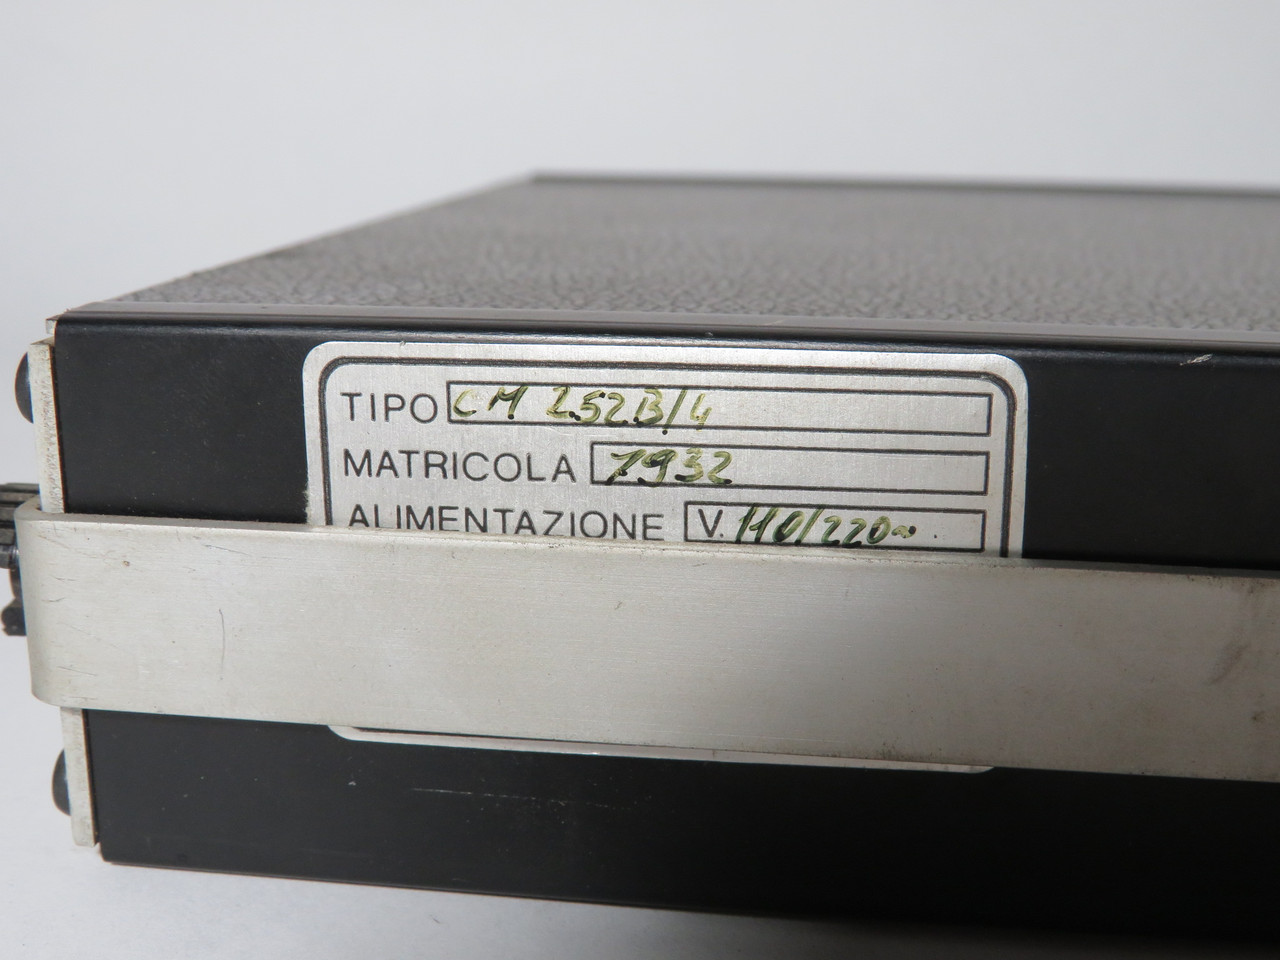 TIPO CM 252B/4
MATRICOLA 7932
ALIMENTAZIONE V. 110/220~